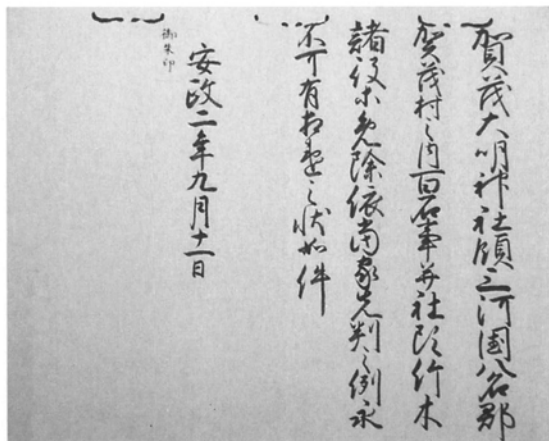 賀茂大明神社領三河国八名郡
賀茂村之内百石事并社頭竹木
諸役等免除依当家先判之例永
不可有相違之状如件
安政二年九月十一日
御朱印